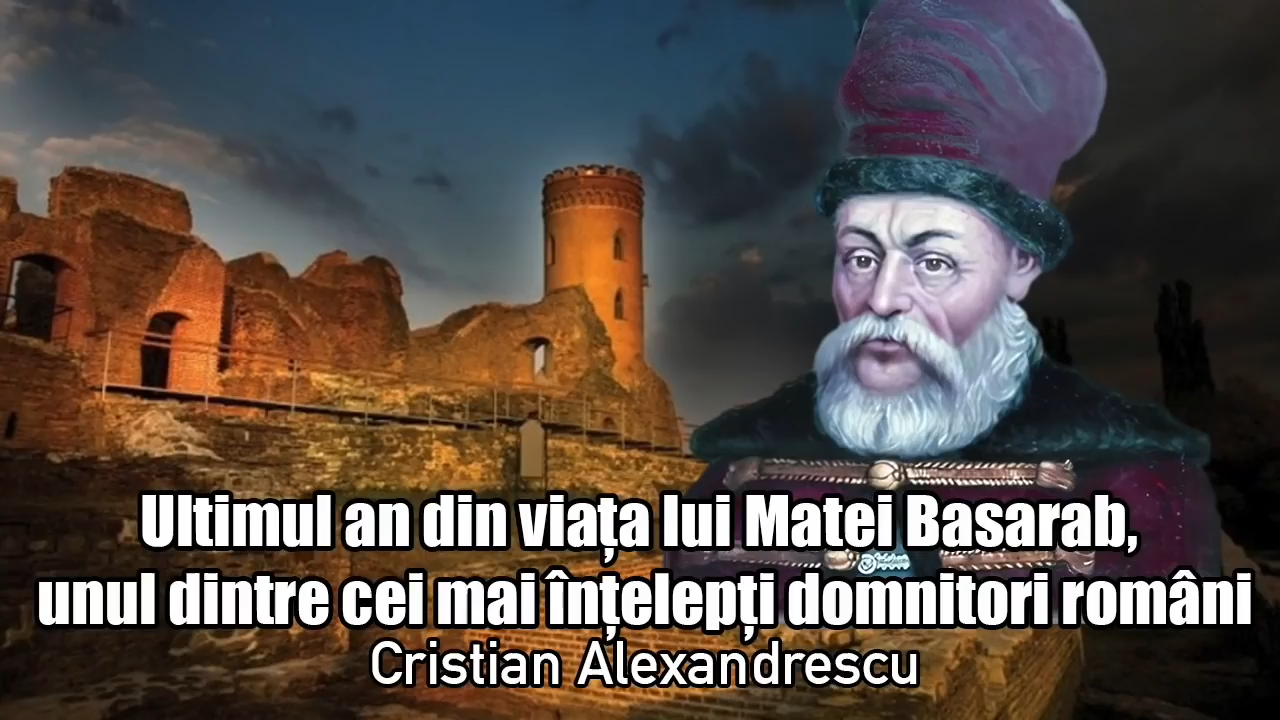 Ultimul an din viața lui Matei Basarab,
unul dintre cei mai înțelepți domnitori români
Cristian Alexandrescu